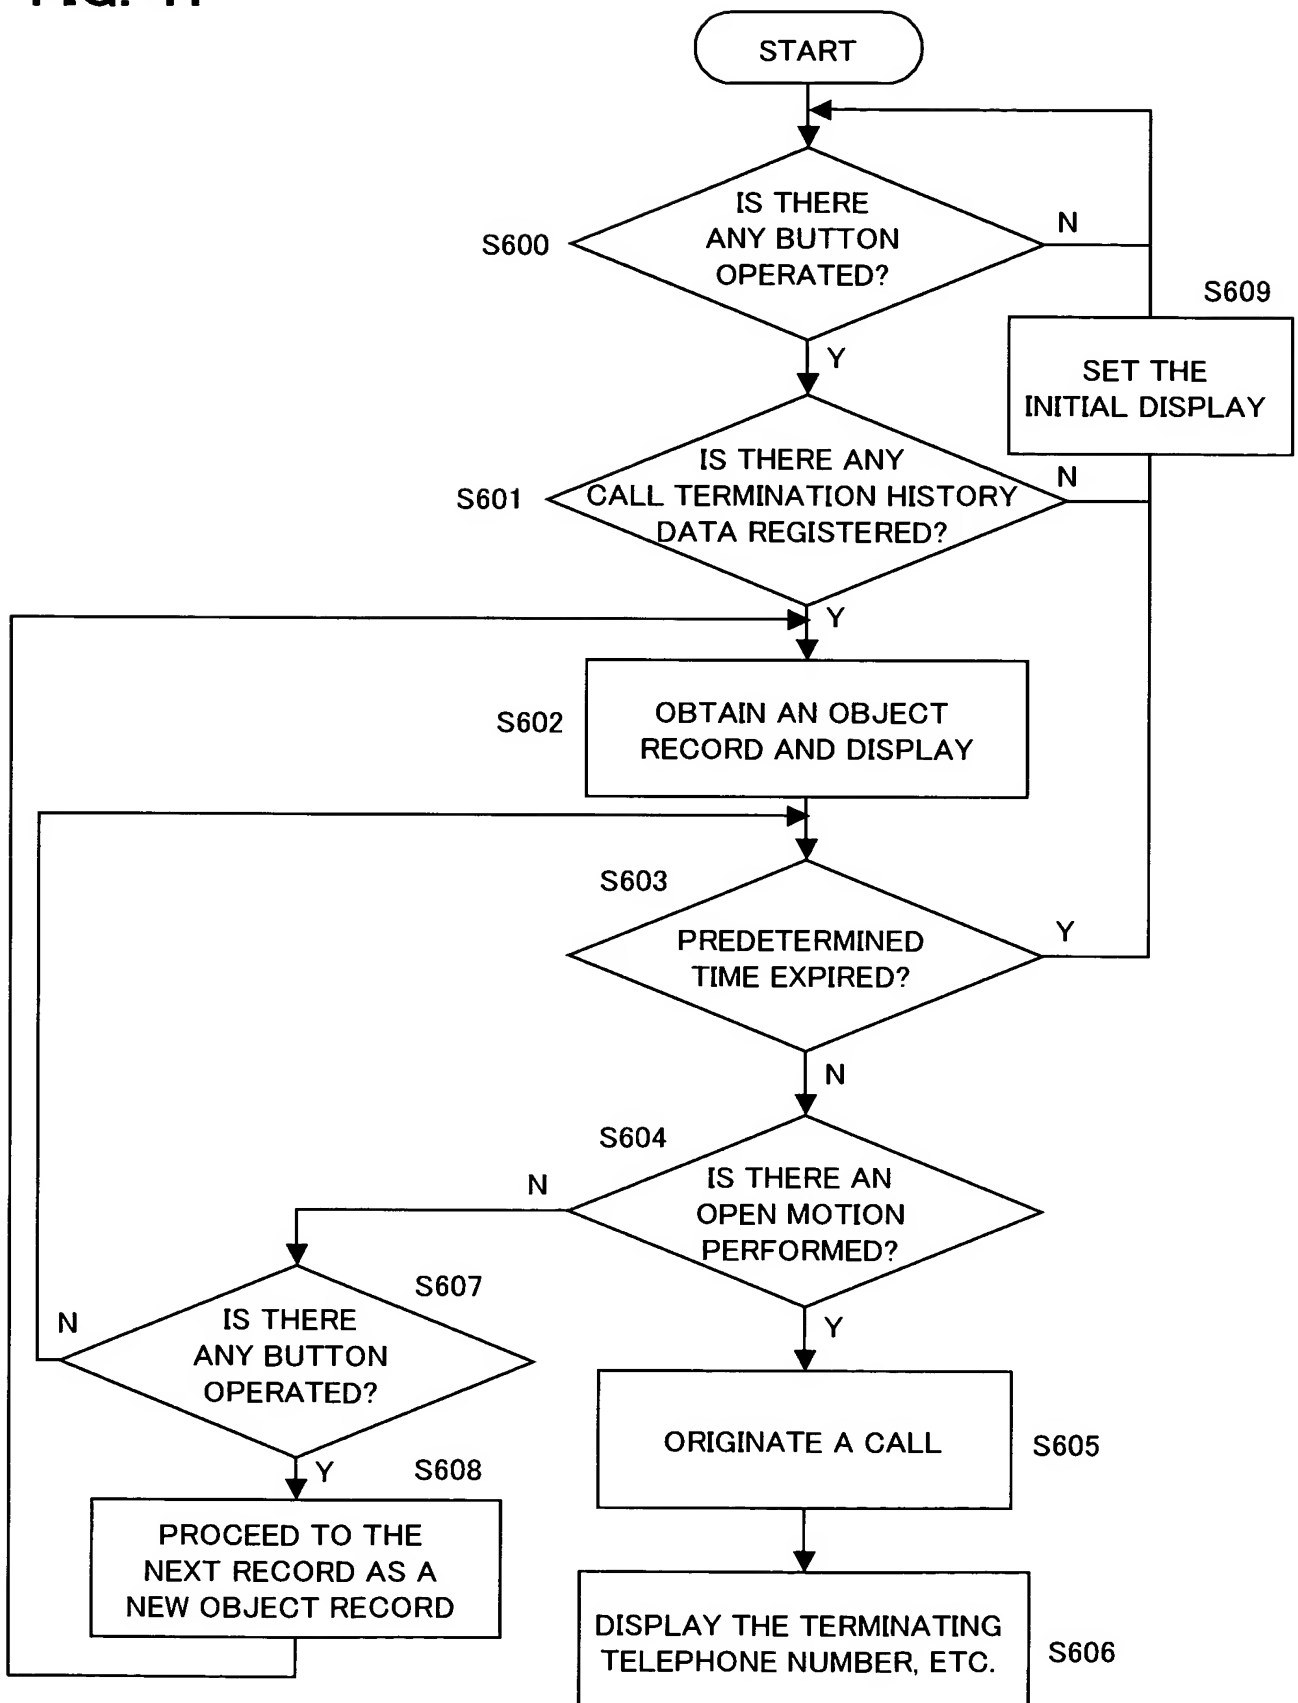 START
IS THERE
ANY BUTTON
OPERATED?
S600
N
Y
S609
SET THE
INITIAL DISPLAY
IS THERE ANY
CALL TERMINATION HISTORY
DATA REGISTERED?
S601
N
Y
OBTAIN AN OBJECT
RECORD AND DISPLAY
S602
S603
PREDETERMINED
TIME EXPIRED?
Y
N
S604
IS THERE AN
OPEN MOTION
PERFORMED?
N
Y
S607
IS THERE
ANY BUTTON
OPERATED?
N
Y
ORIGINATE A CALL
S605
S608
PROCEED TO THE
NEXT RECORD AS A
NEW OBJECT RECORD
DISPLAY THE TERMINATING
TELEPHONE NUMBER, ETC.
S606